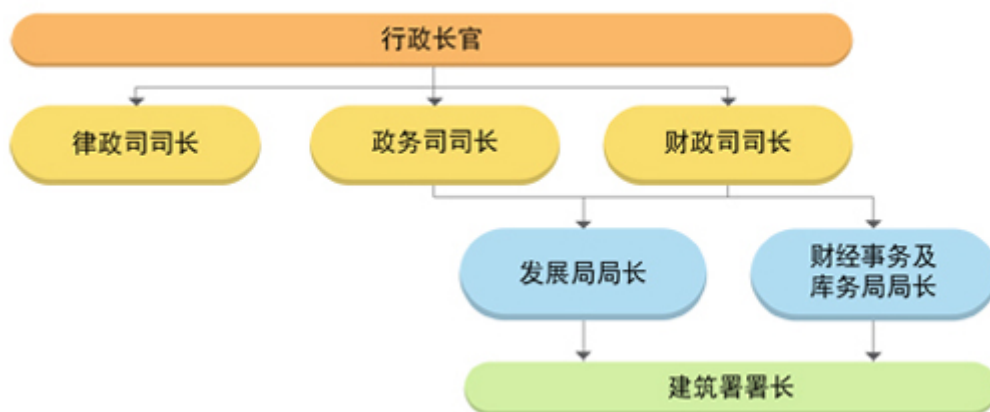 行政长官
律政司司长
政务司司长
财政司司长
发展局局长
财经事务及
库务局局长
建筑署署长